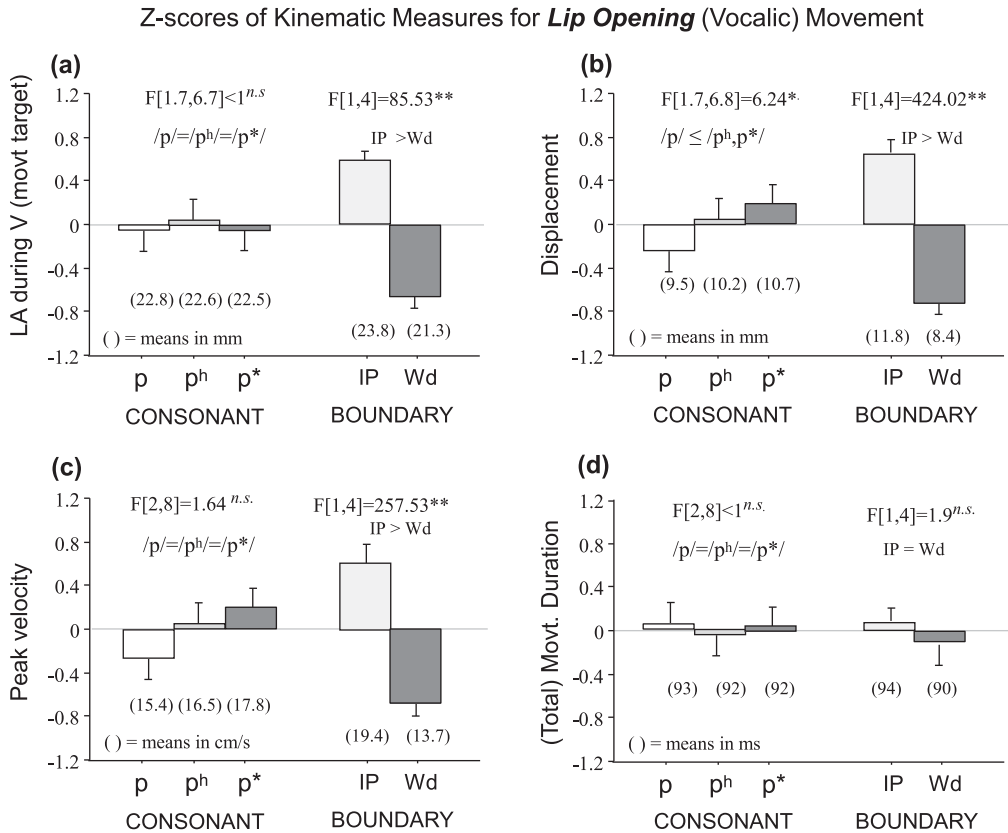 Z-scores of Kinematic Measures for Lip Opening (Vocalic) Movement
(a)
LA during V (movt target)
1.2
0.8
0.4
0
-0.4
-0.8
-1.2
F[1.7,6.7]<1n.s
F[1,4]=85.53**
/p/=/pʰ/=/p*/
IP >Wd
(22.8) (22.6) (22.5)
(23.8) (21.3)
( ) = means in mm
p pʰ p* IP Wd
CONSONANT BOUNDARY
(b)
Displacement
1.2
0.8
0.4
0
-0.4
-0.8
-1.2
F[1.7,6.8]=6.24*.
F[1,4]=424.02**
/p/ ≤ /pʰ,p*/
IP > Wd
(9.5) (10.2) (10.7)
(11.8) (8.4)
( ) = means in mm
p pʰ p* IP Wd
CONSONANT BOUNDARY
(c)
Peak velocity
1.2
0.8
0.4
0
-0.4
-0.8
-1.2
F[2,8]=1.64 n.s.
F[1,4]=257.53**
/p/=/pʰ/=/p*/
IP > Wd
(15.4) (16.5) (17.8)
(19.4) (13.7)
( ) = means in cm/s
p pʰ p* IP Wd
CONSONANT BOUNDARY
(d)
(Total) Movt. Duration
1.2
0.8
0.4
0
-0.4
-0.8
-1.2
F[2,8]<1n.s.
F[1,4]=1.9n.s.
/p/=/pʰ/=/p*/
IP = Wd
(93) (92) (92)
(94) (90)
( ) = means in ms
p pʰ p* IP Wd
CONSONANT BOUNDARY